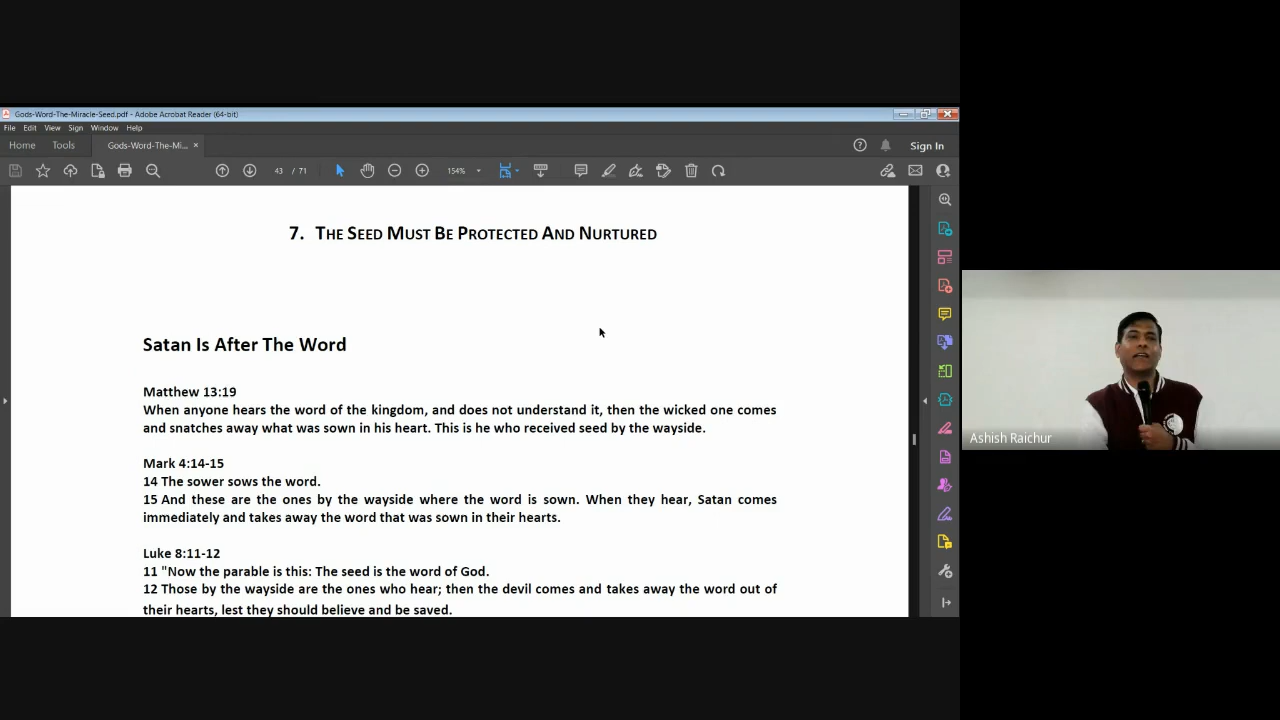 Gods-Word-The-Miracle-Seed.pdf - Adobe Acrobat Reader (64-bit)
File Edit View Sign Window Help
Home Tools Gods-Word-The-Mi... × Sign In
43 / 71 154%
7. THE SEED MUST BE PROTECTED AND NURTURED
Satan Is After The Word
Matthew 13:19
When anyone hears the word of the kingdom, and does not understand it, then the wicked one comes
and snatches away what was sown in his heart. This is he who received seed by the wayside.
Mark 4:14-15
14 The sower sows the word.
15 And these are the ones by the wayside where the word is sown. When they hear, Satan comes
immediately and takes away the word that was sown in their hearts.
Luke 8:11-12
11 "Now the parable is this: The seed is the word of God.
12 Those by the wayside are the ones who hear; then the devil comes and takes away the word out of
their hearts, lest they should believe and be saved.
Ashish Raichur